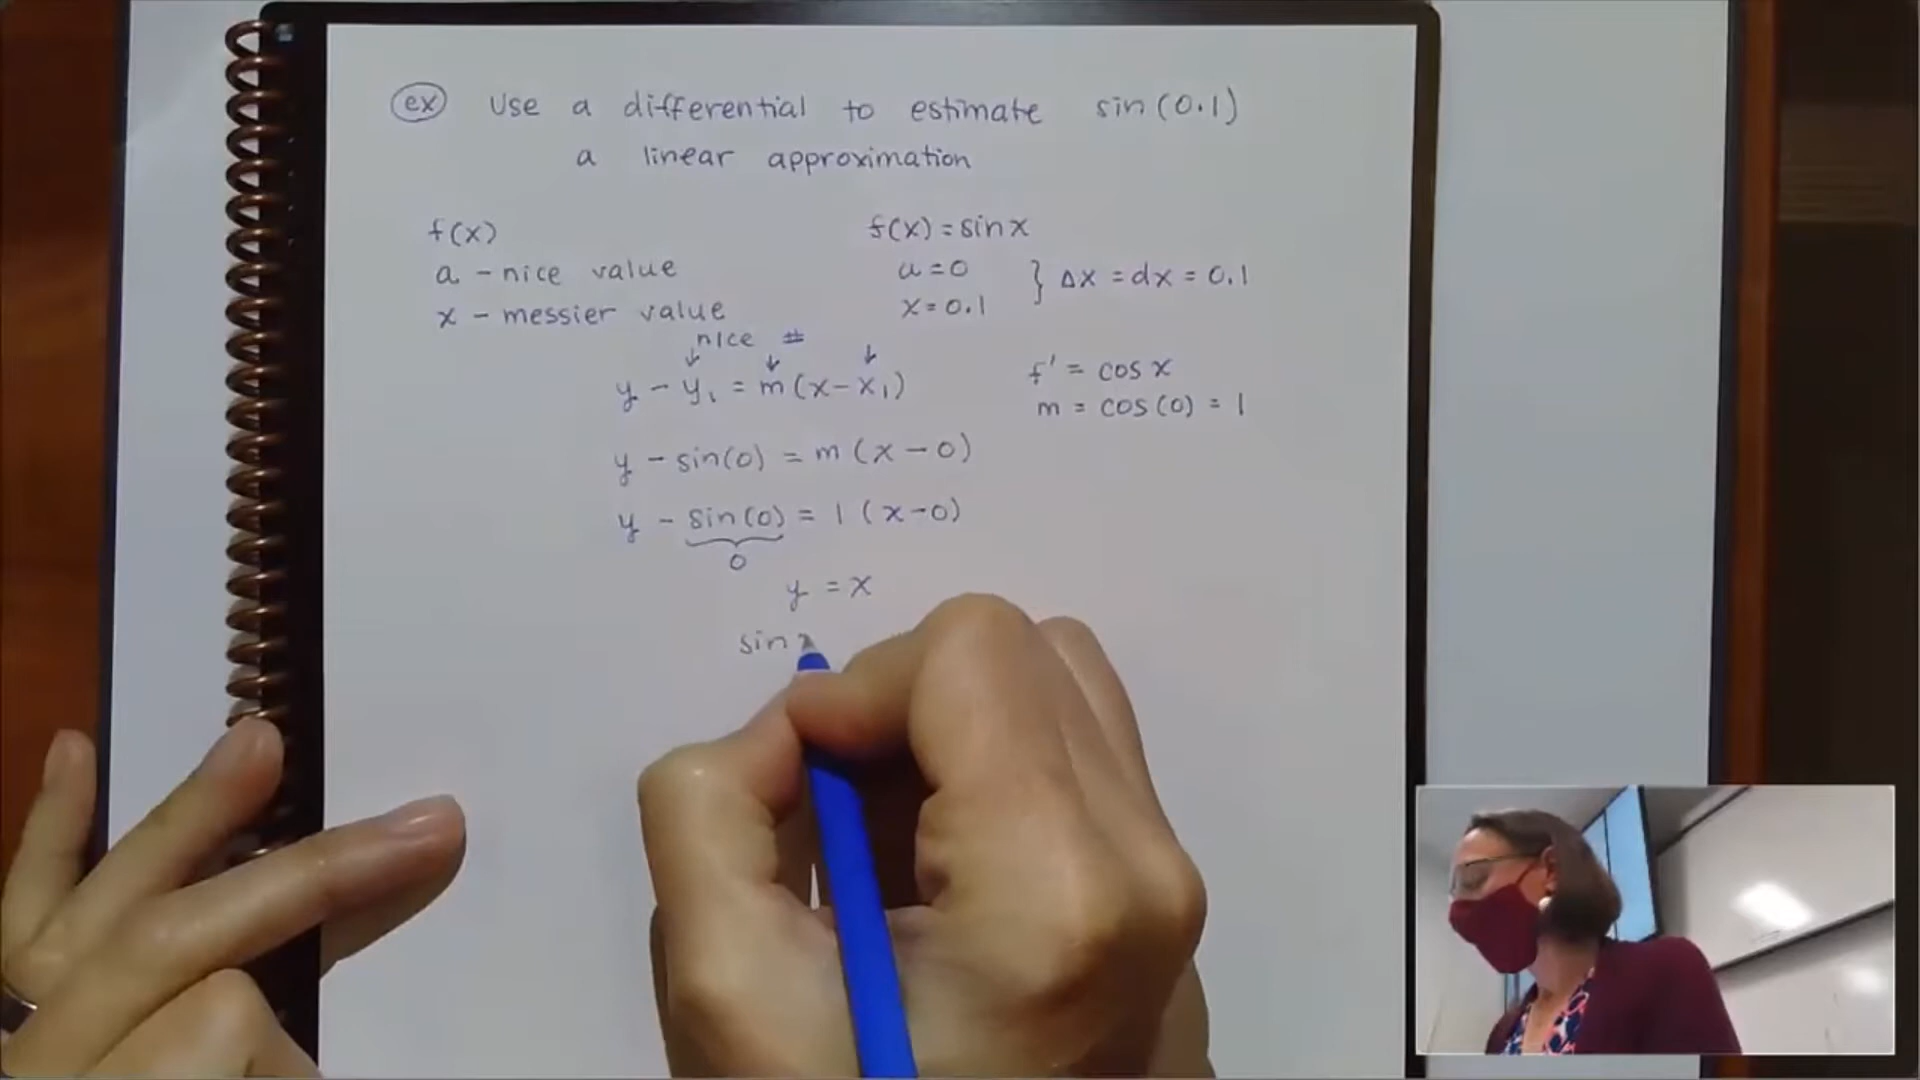 ex Use a differential to estimate sin(0.1)
a linear approximation
f(x)
a - nice value
x - messier value
f(x) = sin x
a = 0
x = 0.1
} Δx = dx = 0.1
nice #
↓ ↓ ↓
y - y₁ = m(x - x₁)
f' = cos x
m = cos(0) = 1
y - sin(0) = m(x - 0)
y - sin(0) = 1(x - 0)
0
y = x
sin